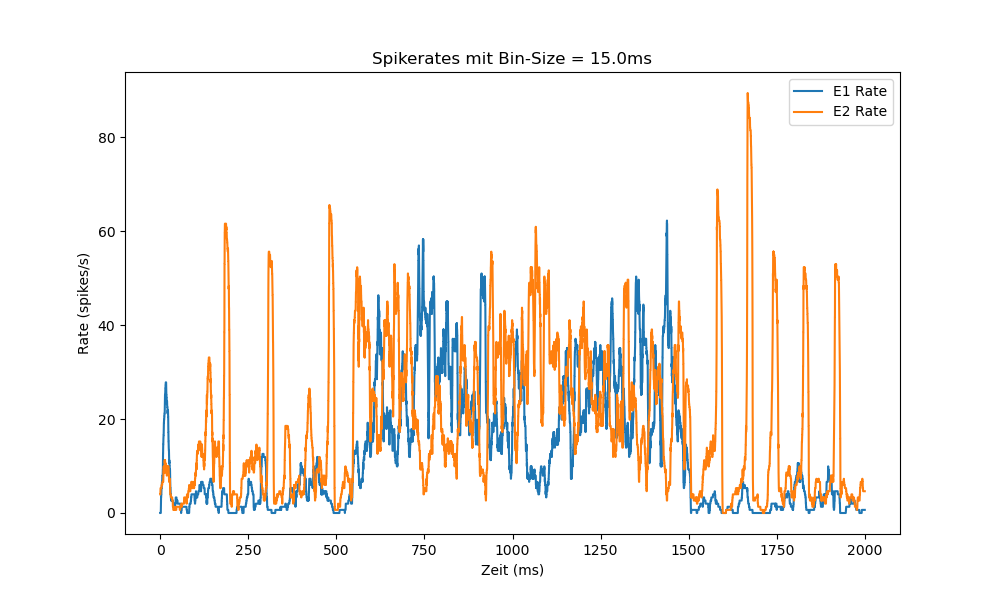 Spikerates mit Bin-Size = 15.0ms
E1 Rate
E2 Rate
Rate (spikes/s)
80
60
40
20
0
0 250 500 750 1000 1250 1500 1750 2000
Zeit (ms)